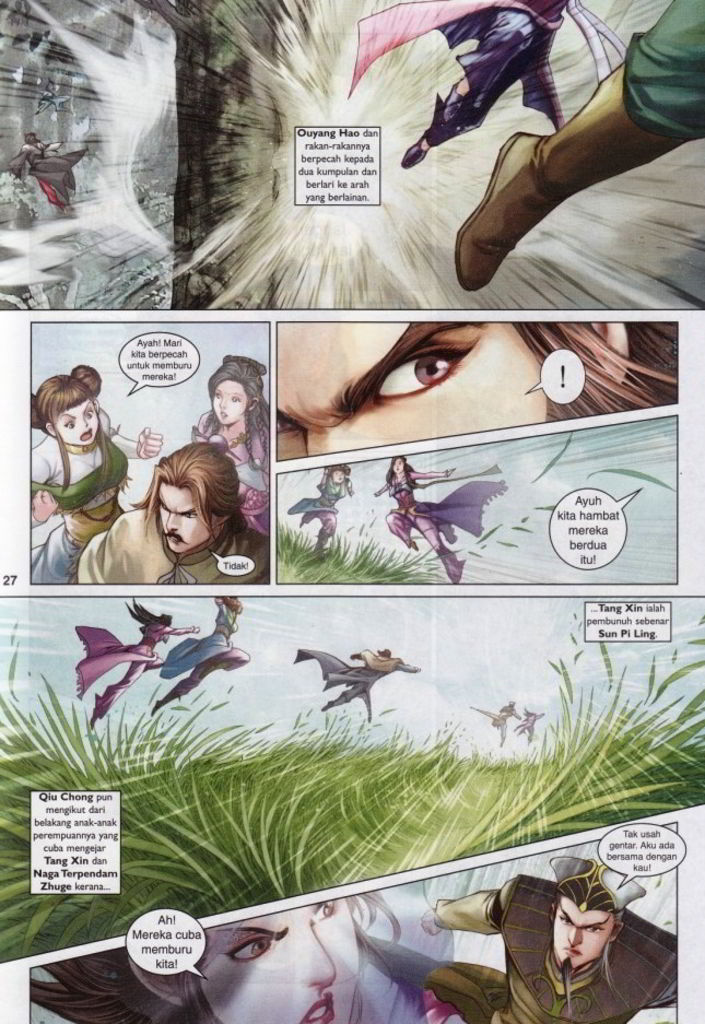 Ouyang Hao dan
rakan-rakannya
berpecah kepada
dua kumpulan dan
berlari ke arah
yang berlainan.
Ayah! Mari
kita berpecah
untuk memburu
mereka!
Tidak!
!
Ayuh
kita hambat
mereka
berdua
itu!
27
...Tang Xin ialah
pembunuh sebenar
Sun Pi Ling.
Qiu Chong pun
mengikut dari
belakang anak-anak
perempuannya yang
cuba mengejar
Tang Xin dan
Naga Terpendam
Zhuge kerana...
Ah!
Mereka cuba
memburu
kita!
Tak usah
gentar. Aku ada
bersama dengan
kau!